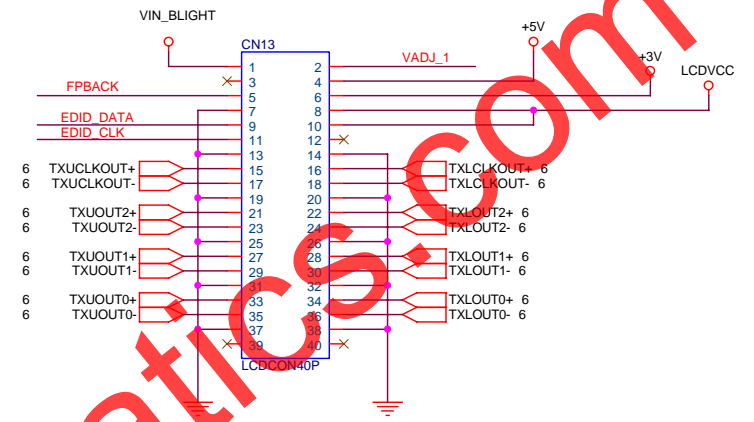 VIN_BLIGHT
+5V
CN13
VADJ_1
+3V
LCDVCC
1 2
3 4
FPBACK 5 6
7 8
EDID_DATA 9 10
EDID_CLK 11 12
13 14
6 TXUCLKOUT+ 15 16 TXLCLKOUT+ 6
6 TXUCLKOUT- 17 18 TXLCLKOUT- 6
19 20
6 TXUOUT2+ 21 22 TXLOUT2+ 6
6 TXUOUT2- 23 24 TXLOUT2- 6
25 26
6 TXUOUT1+ 27 28 TXLOUT1+ 6
6 TXUOUT1- 29 30 TXLOUT1- 6
31 32
6 TXUOUT0+ 33 34 TXLOUT0+ 6
6 TXUOUT0- 35 36 TXLOUT0- 6
37 38
39 40
LCDCON40P
atics.com